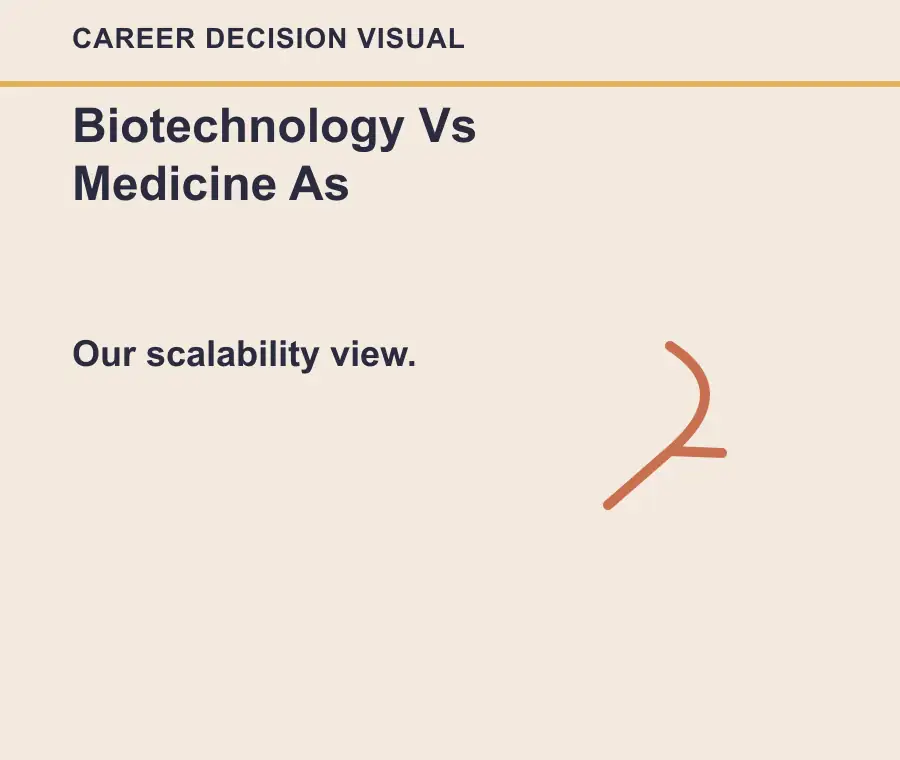 CAREER DECISION VISUAL
Biotechnology Vs
Medicine As
Our scalability view.